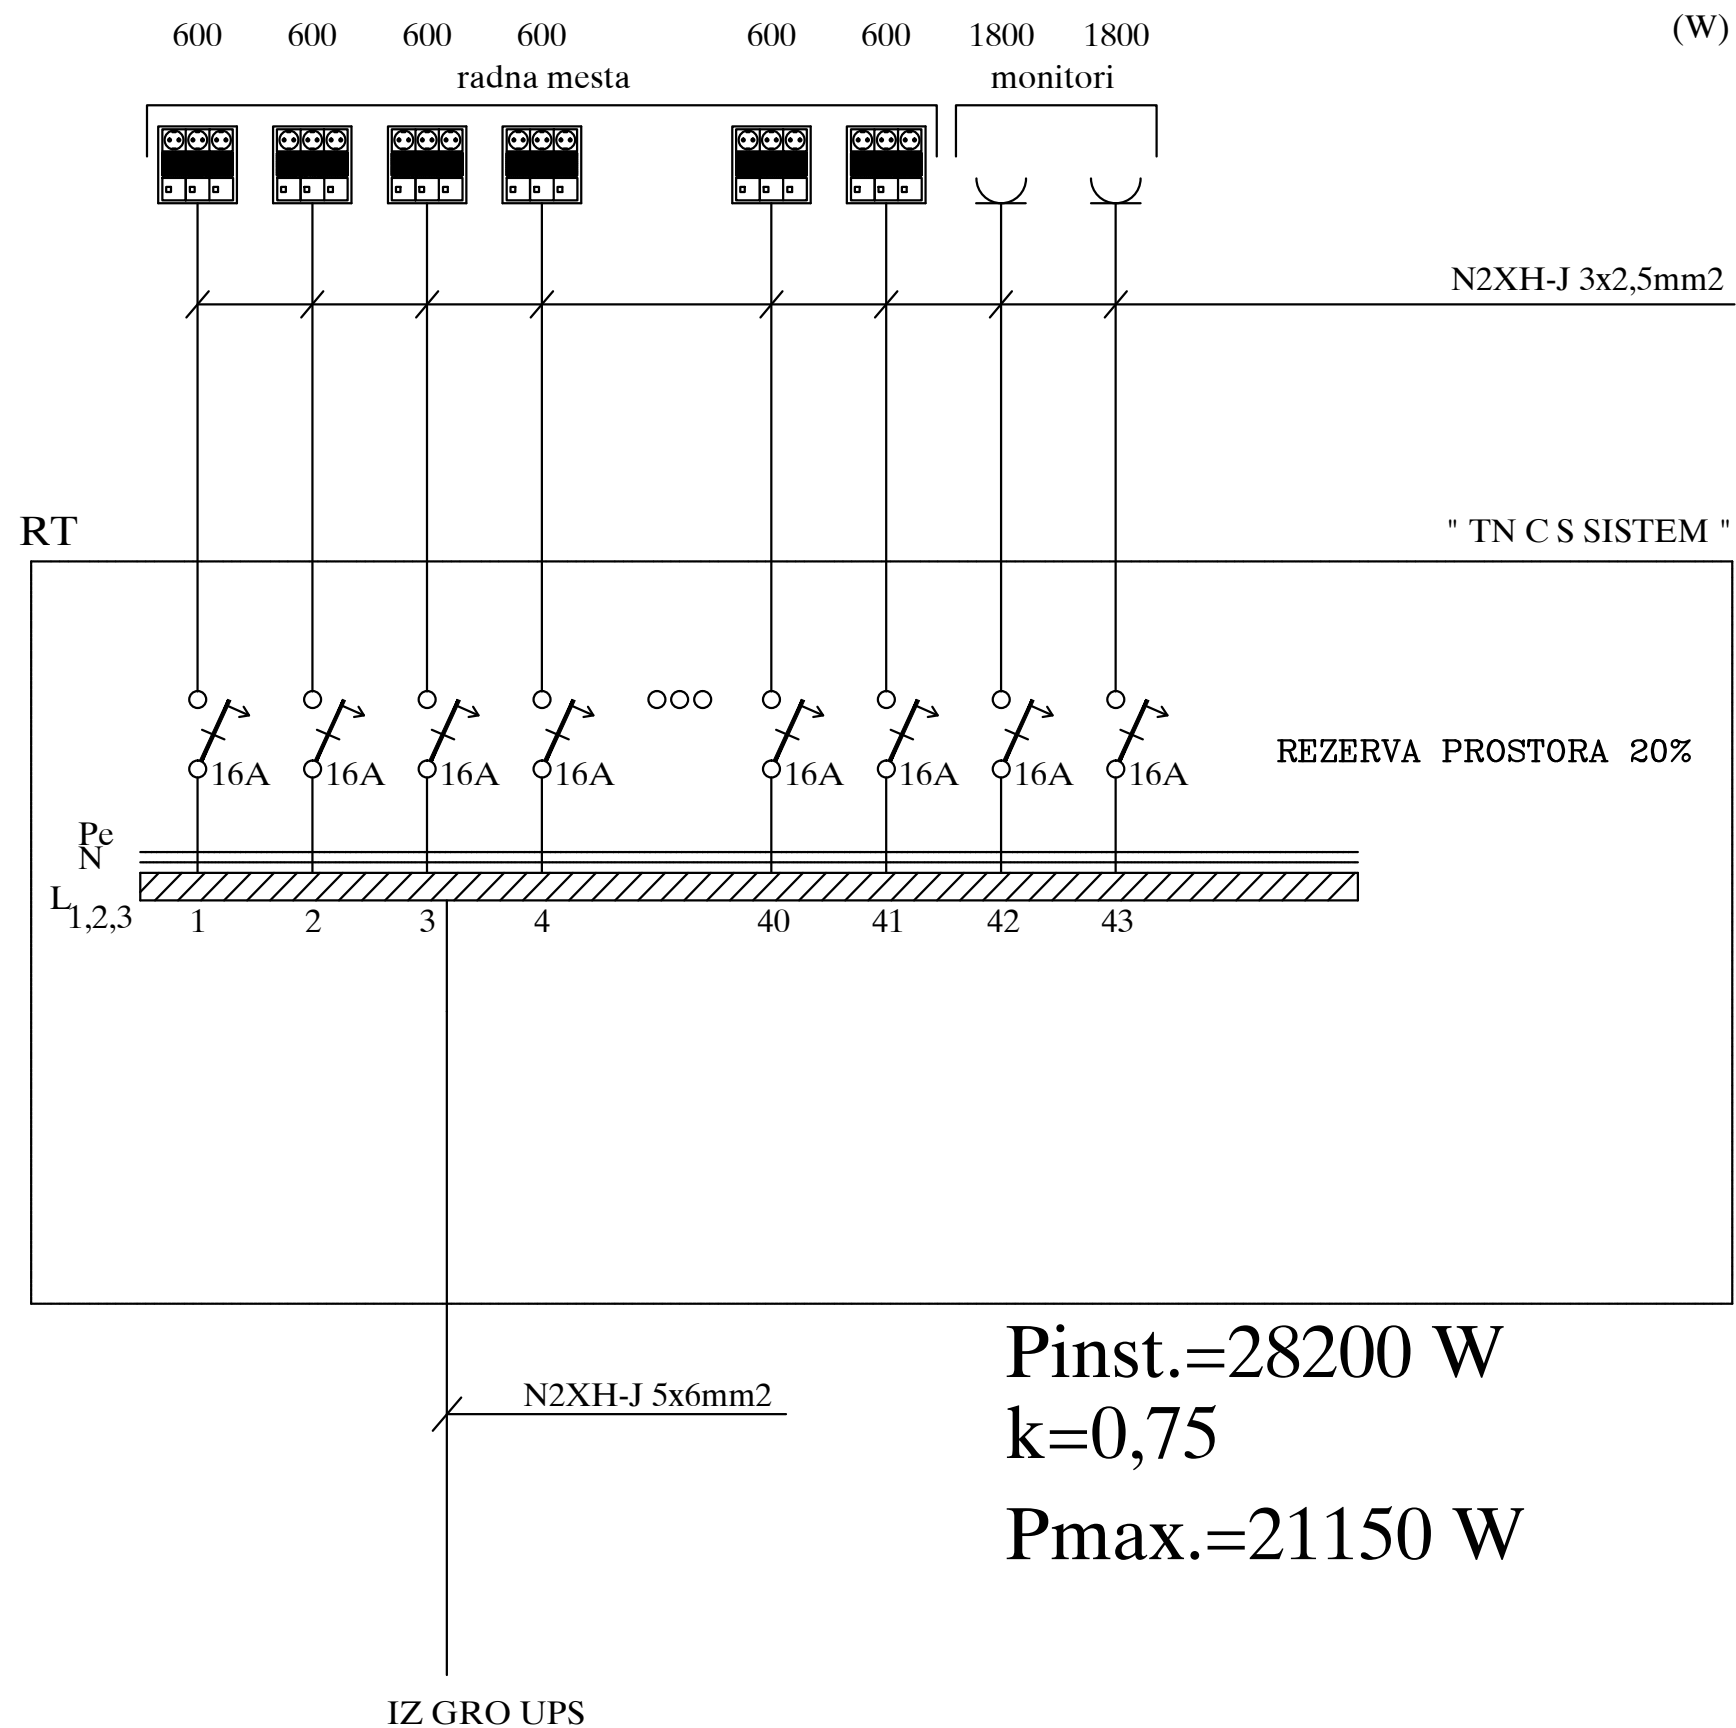 600 600 600 600 600 600 1800 1800 (W)
radna mesta monitori
N2XH-J 3x2,5mm2
RT " TN C S SISTEM "
REZERVA PROSTORA 20%
16A 16A 16A 16A 16A 16A 16A 16A
Pe
N
L1,2,3 1 2 3 4 40 41 42 43
Pinst.=28200 W
N2XH-J 5x6mm2
k=0,75
Pmax.=21150 W
IZ GRO UPS